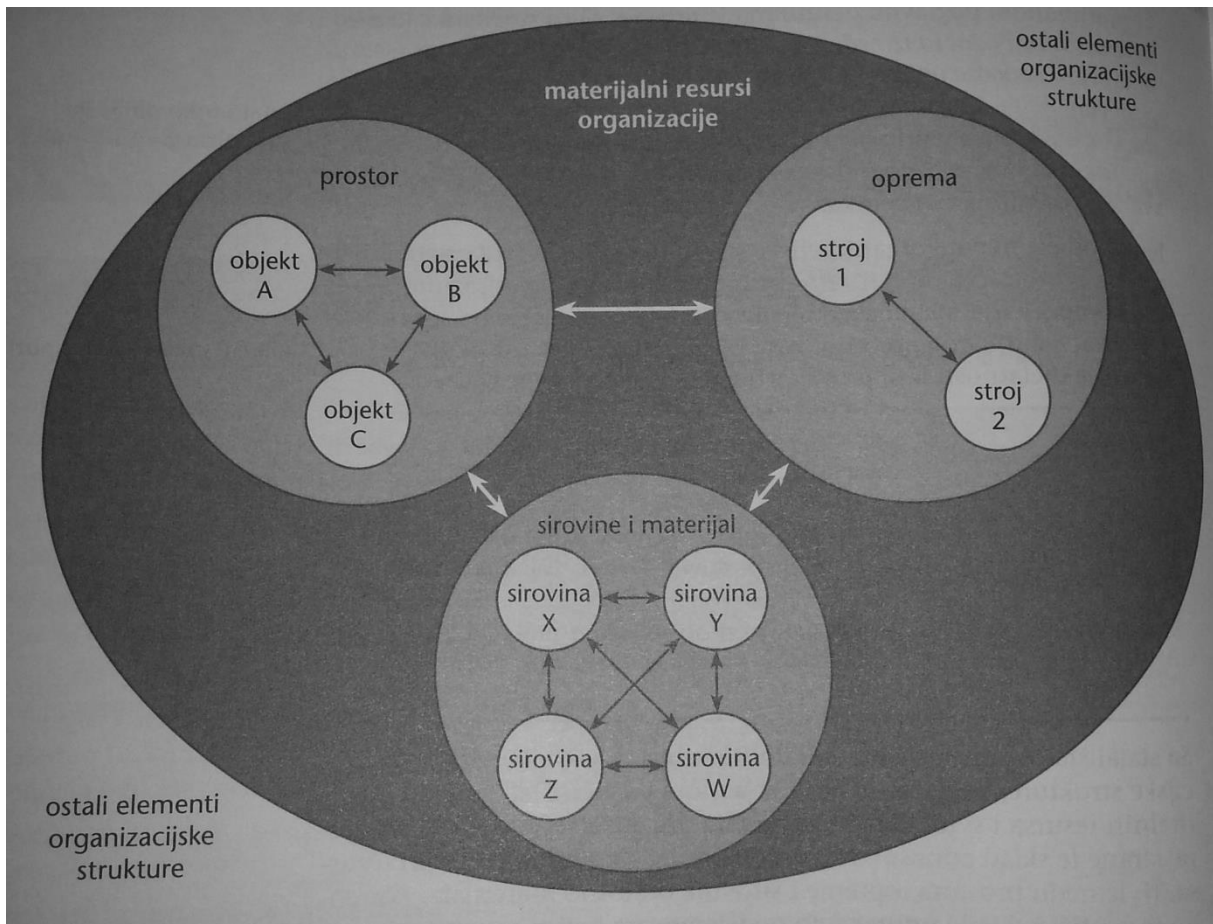 ostali elementi
organizacijske
strukture
materijalni resursi
organizacije
prostor
objekt
A
objekt
B
objekt
C
oprema
stroj
1
stroj
2
sirovine i materijal
sirovina
X
sirovina
Y
sirovina
Z
sirovina
W
ostali elementi
organizacijske
strukture